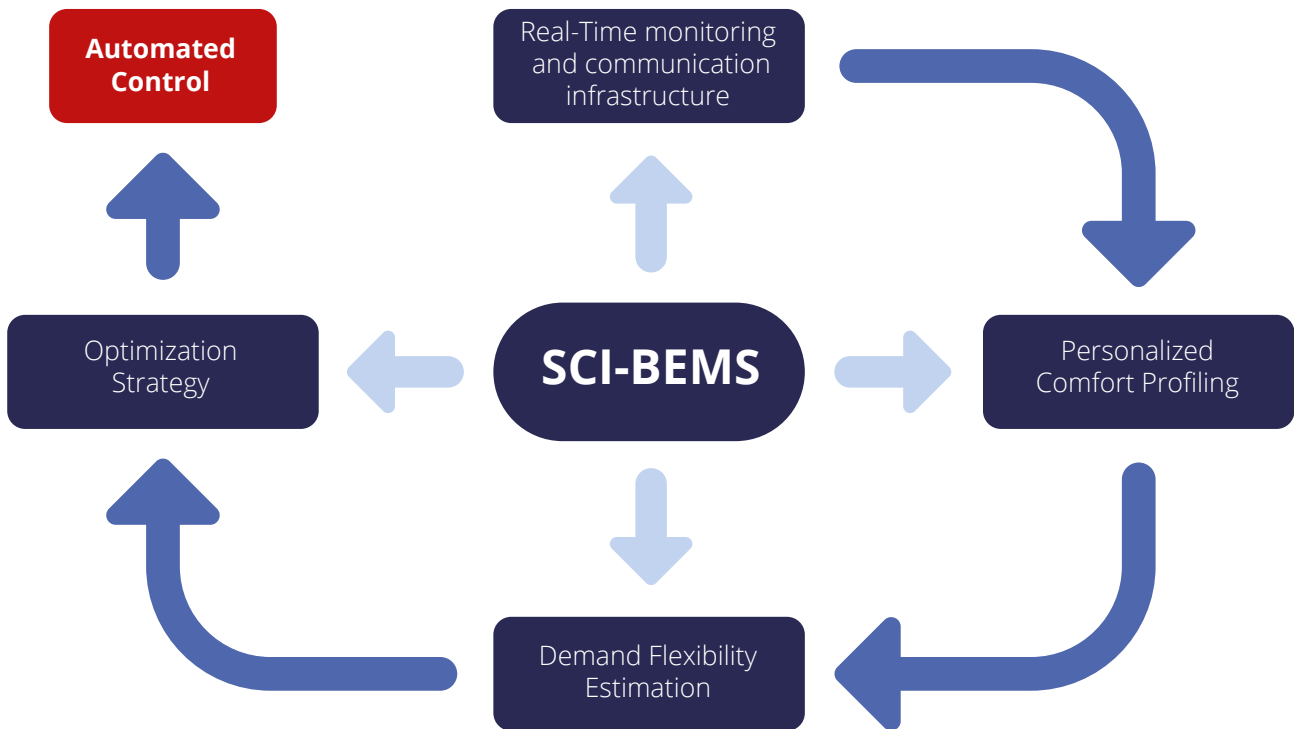 Automated
Control
Real-Time monitoring
and communication
infrastructure
Optimization
Strategy
SCI-BEMS
Personalized
Comfort Profiling
Demand Flexibility
Estimation